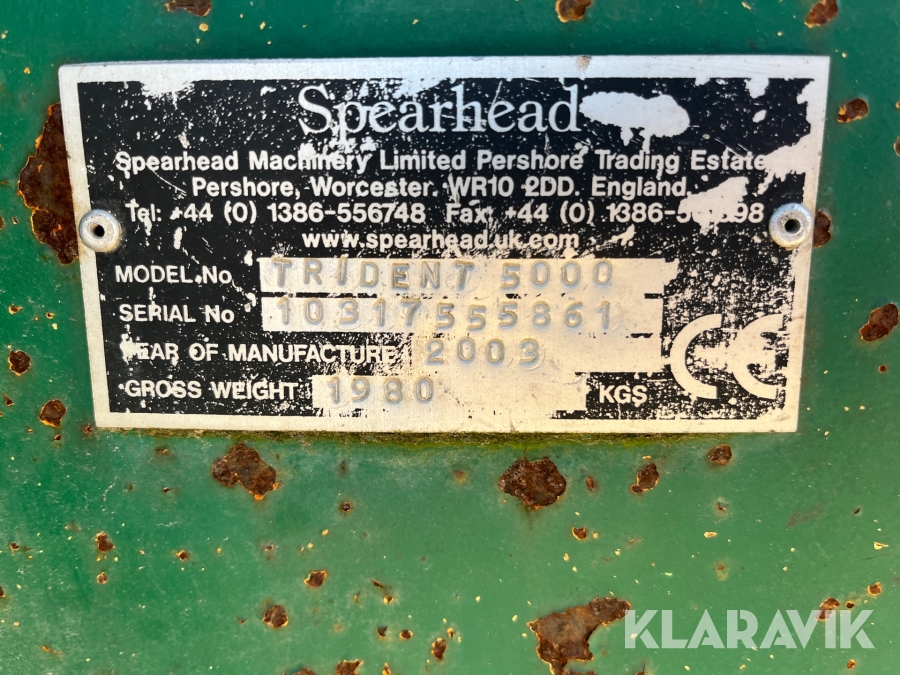 Spearhead
Spearhead Machinery Limited Pershore Trading Estate
Pershore, Worcester. WR10 2DD. England
Tel: +44 (0) 1386-556748 Fax: +44 (0) 1386-
www.spearhead.uk.com
MODEL No TRIDENT 5000
SERIAL No 10317555861
YEAR OF MANUFACTURE 2003
GROSS WEIGHT 1980 KGS
CE
KLARAVIK